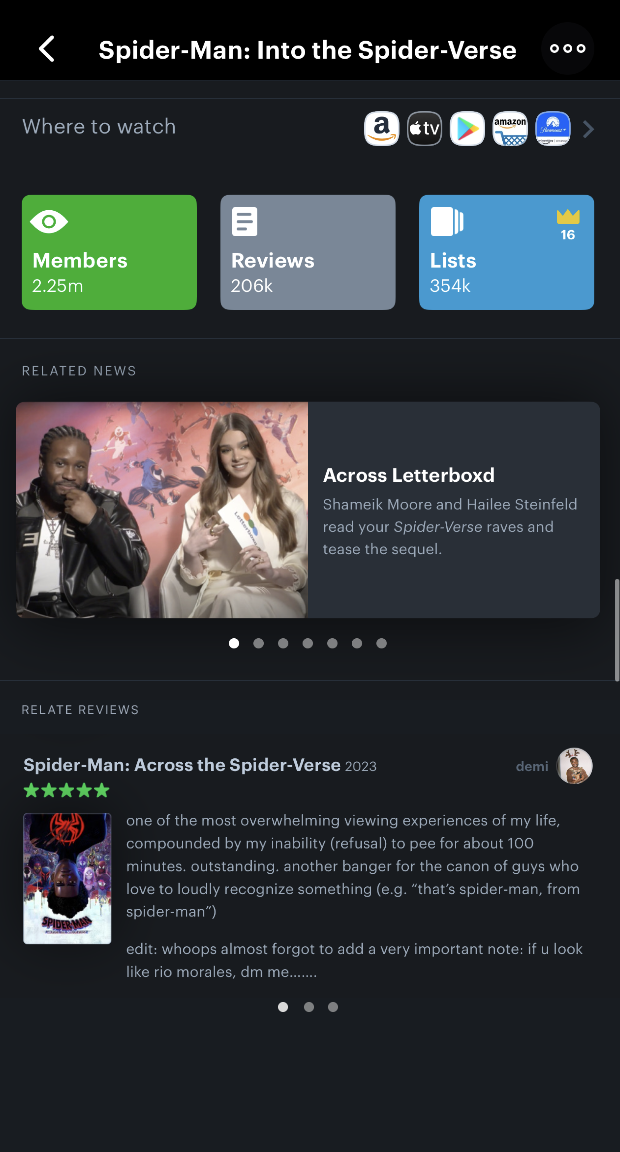 Spider-Man: Into the Spider-Verse
Where to watch
a
tv
amazon
Paramount+
Members
2.25m
Reviews
206k
Lists
354k
16
RELATED NEWS
Letterboxd
Across Letterboxd
Shameik Moore and Hailee Steinfeld
read your Spider-Verse raves and
tease the sequel.
RELATE REVIEWS
Spider-Man: Across the Spider-Verse 2023
demi
one of the most overwhelming viewing experiences of my life,
compounded by my inability (refusal) to pee for about 100
minutes. outstanding. another banger for the canon of guys who
love to loudly recognize something (e.g. “that’s spider-man, from
spider-man”)
SPIDER-MAN
edit: whoops almost forgot to add a very important note: if u look
like rio morales, dm me.......